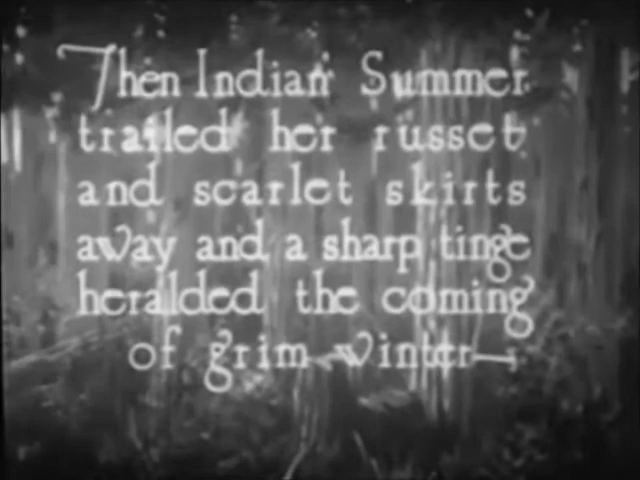 Then Indian Summer
trailed her russet
and scarlet skirts
away and a sharp tinge
heralded the coming
of grim winter—